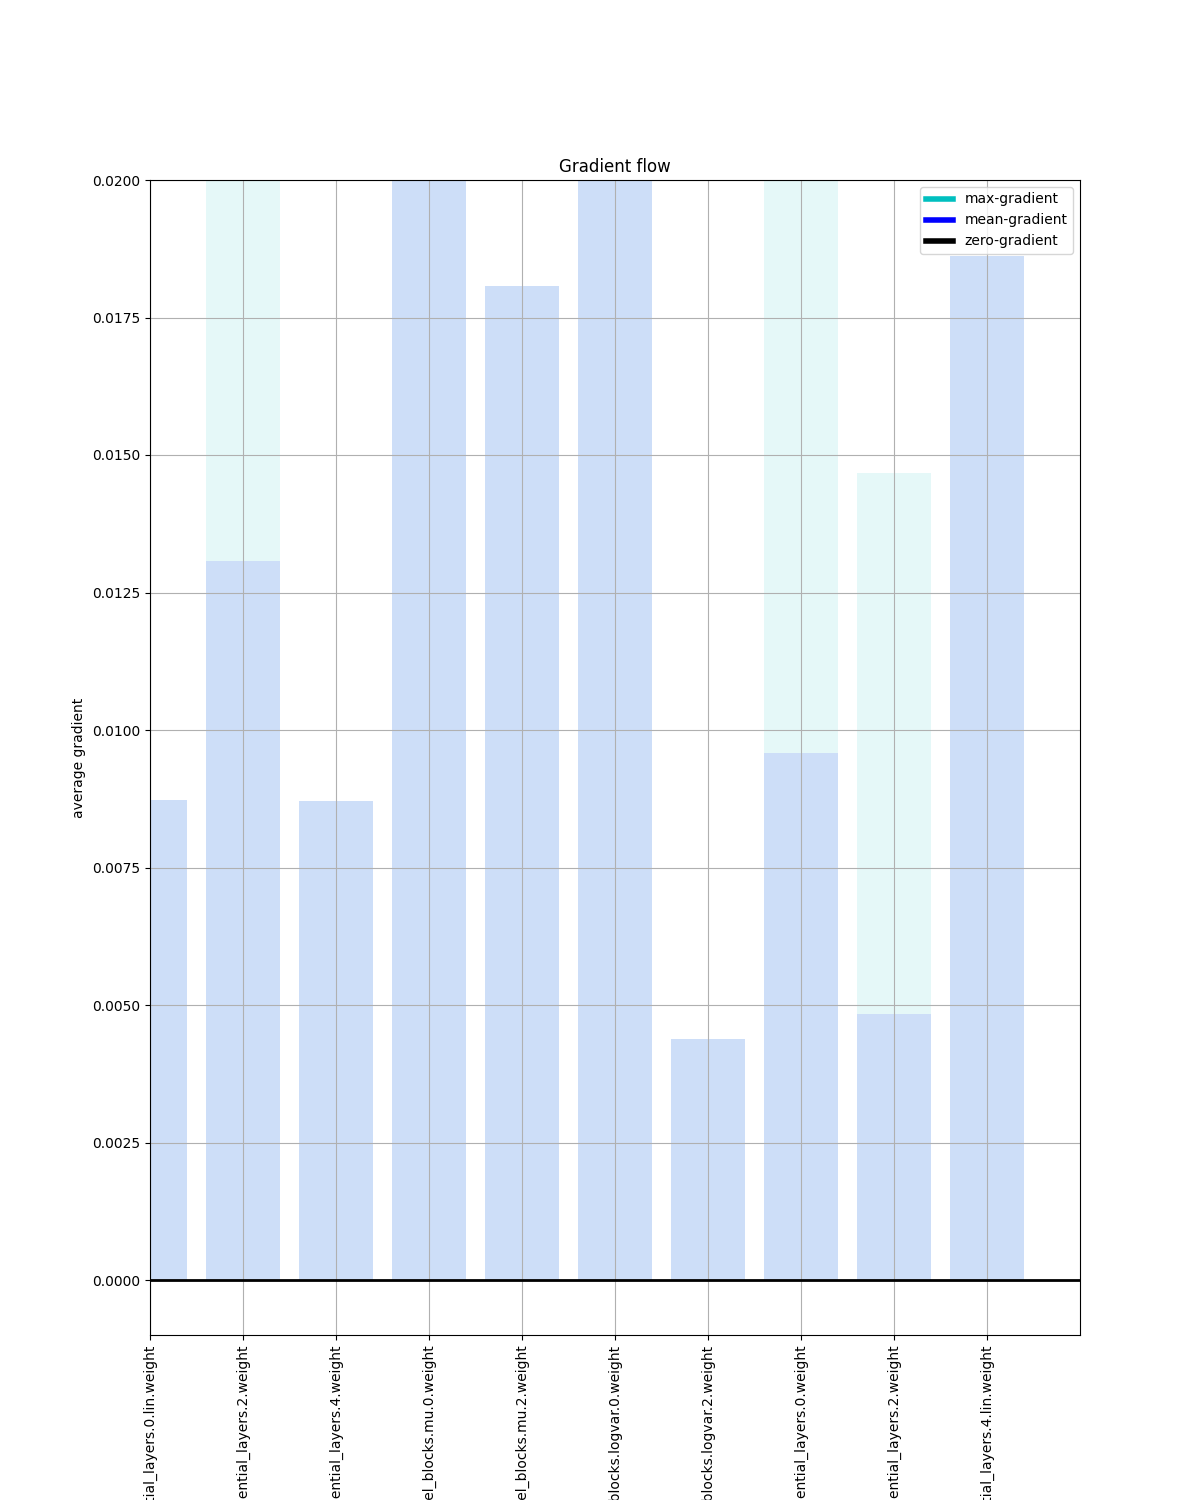 Gradient flow
max-gradient
mean-gradient
zero-gradient
0.0200
0.0175
0.0150
0.0125
0.0100
0.0075
0.0050
0.0025
0.0000
average gradient
tial_layers.0.lin.weight
ential_layers.2.weight
ential_layers.4.weight
el_blocks.mu.0.weight
el_blocks.mu.2.weight
blocks.logvar.0.weight
blocks.logvar.2.weight
ential_layers.0.weight
ential_layers.2.weight
tial_layers.4.lin.weight